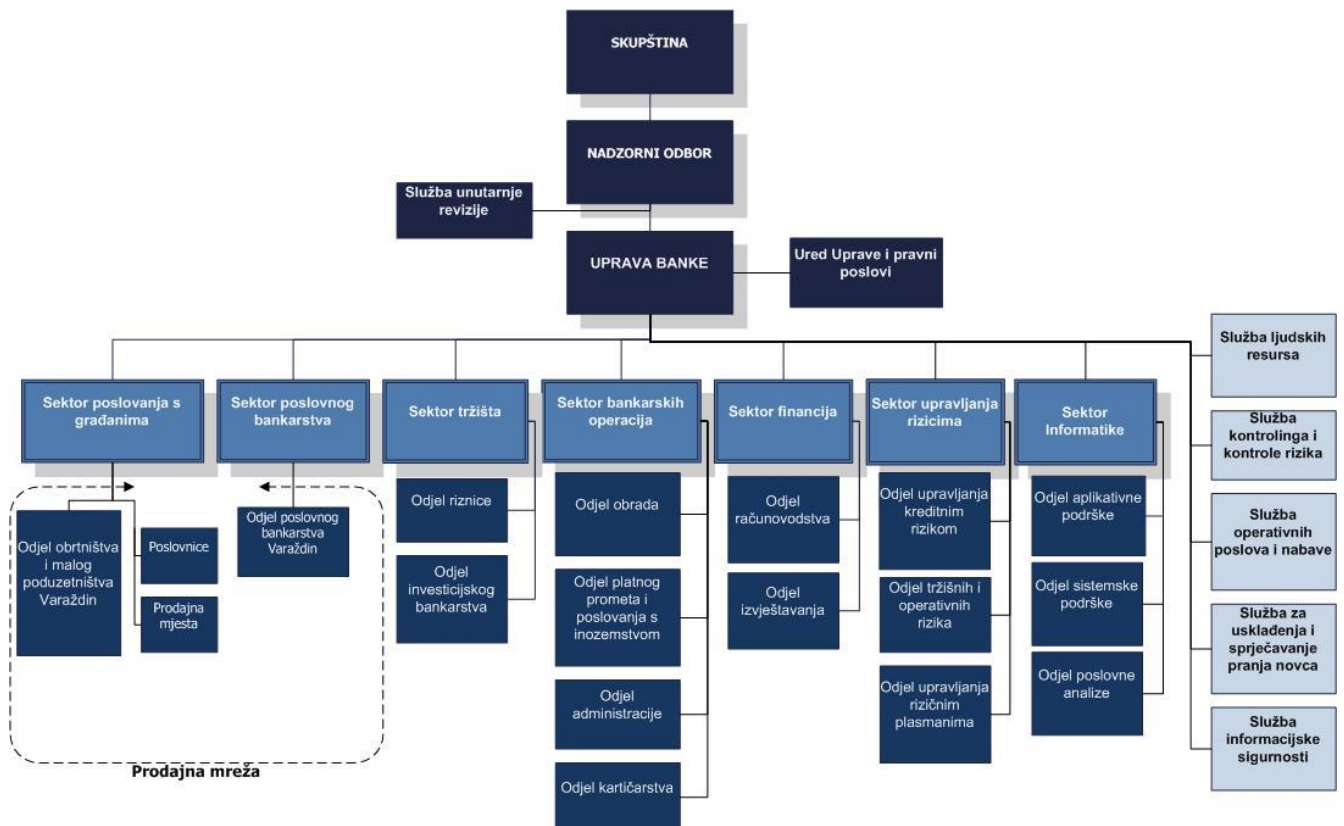 SKUPŠTINA
NADZORNI ODBOR
Služba unutarnje
revizije
UPRAVA BANKE
Ured Uprave i pravni
poslovi
Sektor poslovanja s
građanima
Sektor poslovnog
bankarstva
Sektor tržišta
Sektor bankarskih
operacija
Sektor financija
Sektor upravljanja
rizicima
Sektor
Informatike
Odjel obrtništva
i malog
poduzetništva
Varaždin
Poslovnice
Prodajna
mjesta
Odjel poslovnog
bankarstva
Varaždin
Prodajna mreža
Odjel riznice
Odjel
investicijskog
bankarstva
Odjel obrada
Odjel platnog
prometa i
poslovanja s
inozemstvom
Odjel
administracije
Odjel kartičarstva
Odjel
računovodstva
Odjel
izvještavanja
Odjel upravljanja
kreditnim
rizikom
Odjel tržišnih i
operativnih
rizika
Odjel upravljanja
rizičnim
plasmanima
Odjel aplikativne
podrške
Odjel sistemske
podrške
Odjel poslovne
analize
Služba ljudskih
resursa
Služba
kontrolinga i
kontrole rizika
Služba
operativnih
poslova i nabave
Služba za
usklađenja i
sprječavanje
pranja novca
Služba
informacijske
sigurnosti